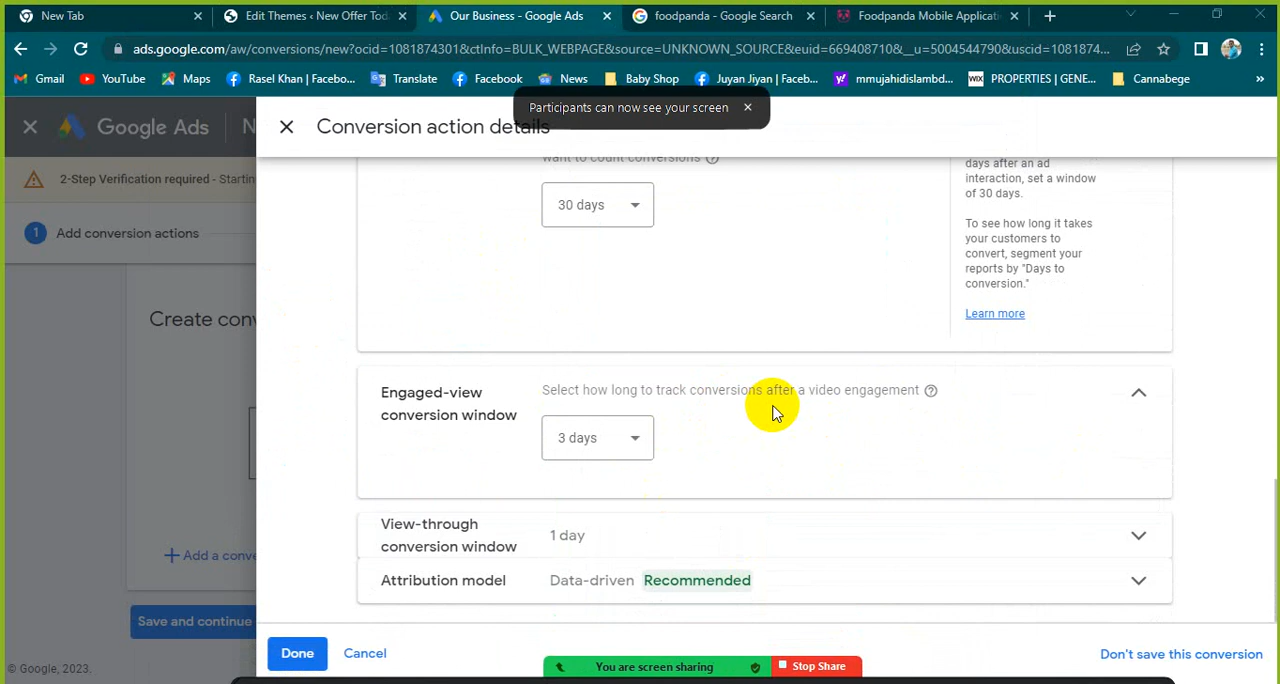 New Tab
Edit Themes ‹ New Offer Toda
Our Business - Google Ads
foodpanda - Google Search
Foodpanda Mobile Applicati
ads.google.com/aw/conversions/new?ocid=1081874301&ctInfo=BULK_WEBPAGE&source=UNKNOWN_SOURCE&euid=669408710&__u=5004544790&uscid=1081874...
Gmail
YouTube
Maps
Rasel Khan | Facebo...
Translate
Facebook
News
Baby Shop
Juyan Jiyan | Faceb...
mmujahidislambd...
WIX PROPERTIES | GENE...
Cannabege
»
Participants can now see your screen
Google Ads
N
Conversion action details
2-Step Verification required - Startin
1 Add conversion actions
Create conv
+ Add a conve
Save and continue
© Google, 2023.
want to count conversions
30 days
days after an ad
interaction, set a window
of 30 days.
To see how long it takes
your customers to
convert, segment your
reports by "Days to
conversion."
Learn more
Engaged-view
conversion window
Select how long to track conversions after a video engagement
3 days
View-through
conversion window
1 day
Attribution model
Data-driven Recommended
Done
Cancel
Don't save this conversion
You are screen sharing
Stop Share